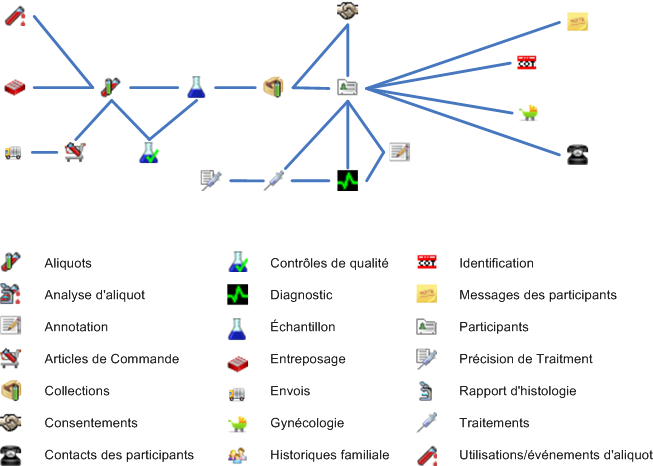 Aliquots
Contrôles de qualité
Identification
Analyse d'aliquot
Diagnostic
Messages des participants
Annotation
Échantillon
Participants
Articles de Commande
Entreposage
Précision de Traitment
Collections
Envois
Rapport d'histologie
Consentements
Gynécologie
Traitements
Contacts des participants
Historiques familiale
Utilisations/événements d'aliquot